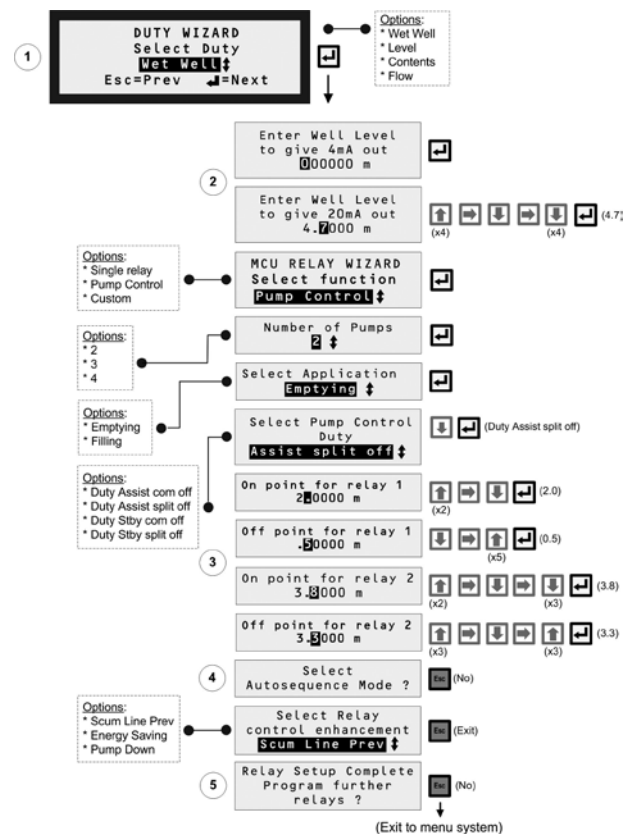 1
DUTY WIZARD
Select Duty
Wet Well
Esc=Prev ↵=Next
Options:
* Wet Well
* Level
* Contents
* Flow
2
Enter Well Level
to give 4mA out
000000 m
Enter Well Level
to give 20mA out
4.7000 m
(x4)
(x4)
(4.7)
Options:
* Single relay
* Pump Control
* Custom
MCU RELAY WIZARD
Select function
Pump Control
Options:
* 2
* 3
* 4
Number of Pumps
2
Select Application
Emptying
Options:
* Emptying
* Filling
Select Pump Control
Duty
Assist split off
(Duty Assist split off)
Options:
* Duty Assist com off
* Duty Assist split off
* Duty Stby com off
* Duty Stby split off
3
On point for relay 1
2.0000 m
(x2)
(2.0)
Off point for relay 1
.50000 m
(x5)
(0.5)
On point for relay 2
3.8000 m
(x2)
(x3)
(3.8)
Off point for relay 2
3.3000 m
(x3)
(x3)
(3.3)
4
Select
Autosequence Mode ?
Esc
(No)
Options:
* Scum Line Prev
* Energy Saving
* Pump Down
Select Relay
control enhancement
Scum Line Prev
Esc
(Exit)
5
Relay Setup Complete
Program further
relays ?
Esc
(No)
(Exit to menu system)